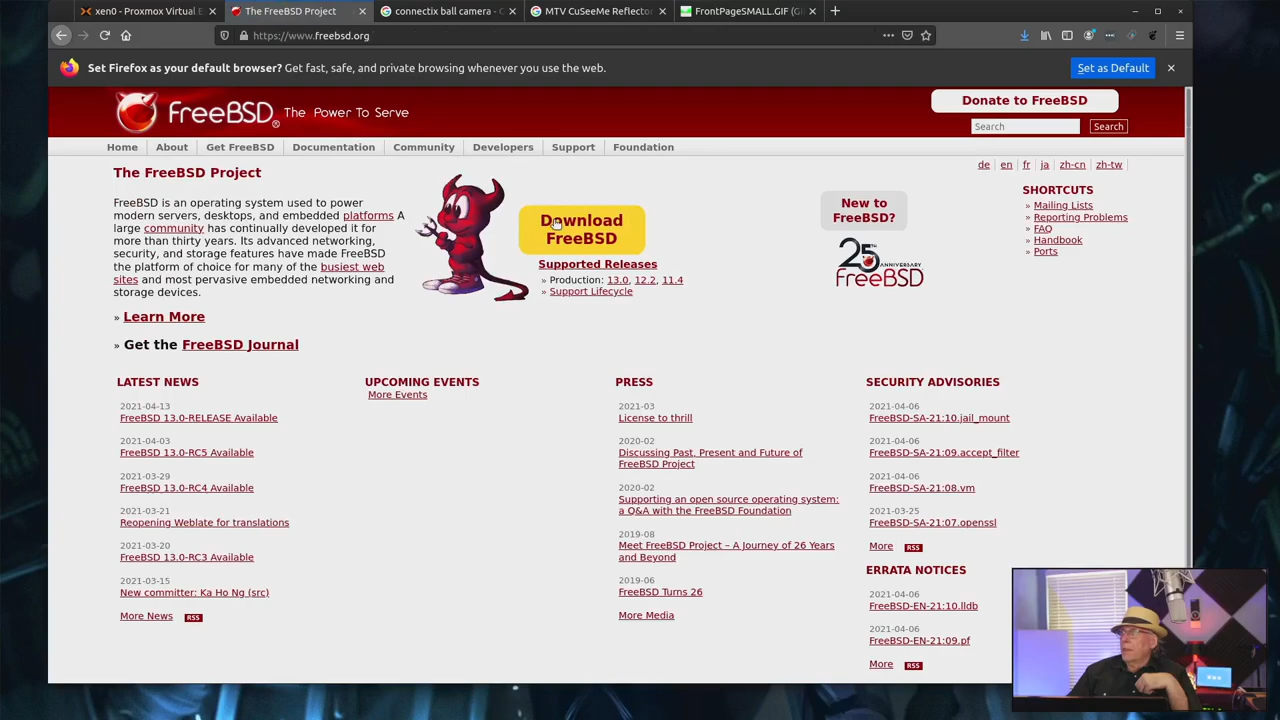 xen0 - Proxmox Virtual E
The FreeBSD Project
connectix ball camera - G
MTV CuSeeMe Reflecto
FrontPageSMALL.GIF (G
https://www.freebsd.org
Set Firefox as your default browser? Get fast, safe, and private browsing whenever you use the web.
Set as Default
FreeBSD® The Power To Serve
Donate to FreeBSD
Search
Search
Home
About
Get FreeBSD
Documentation
Community
Developers
Support
Foundation
de
en
fr
ja
zh-cn
zh-tw
The FreeBSD Project
FreeBSD is an operating system used to power
modern servers, desktops, and embedded platforms A
large community has continually developed it for
more than thirty years. Its advanced networking,
security, and storage features have made FreeBSD
the platform of choice for many of the busiest web
sites and most pervasive embedded networking and
storage devices.
» Learn More
» Get the FreeBSD Journal
Download
FreeBSD
Supported Releases
» Production: 13.0, 12.2, 11.4
» Support Lifecycle
New to
FreeBSD?
25th ANNIVERSARY
FreeBSD
SHORTCUTS
» Mailing Lists
» Reporting Problems
» FAQ
» Handbook
» Ports
LATEST NEWS
2021-04-13
FreeBSD 13.0-RELEASE Available
2021-04-03
FreeBSD 13.0-RC5 Available
2021-03-29
FreeBSD 13.0-RC4 Available
2021-03-21
Reopening Weblate for translations
2021-03-20
FreeBSD 13.0-RC3 Available
2021-03-15
New committer: Ka Ho Ng (src)
More News RSS
UPCOMING EVENTS
More Events
PRESS
2021-03
License to thrill
2020-02
Discussing Past, Present and Future of
FreeBSD Project
2020-02
Supporting an open source operating system:
a Q&A with the FreeBSD Foundation
2019-08
Meet FreeBSD Project – A Journey of 26 Years
and Beyond
2019-06
FreeBSD Turns 26
More Media
SECURITY ADVISORIES
2021-04-06
FreeBSD-SA-21:10.jail_mount
2021-04-06
FreeBSD-SA-21:09.accept_filter
2021-04-06
FreeBSD-SA-21:08.vm
2021-03-25
FreeBSD-SA-21:07.openssl
More RSS
ERRATA NOTICES
2021-04-06
FreeBSD-EN-21:10.lldb
2021-04-06
FreeBSD-EN-21:09.pf
More RSS